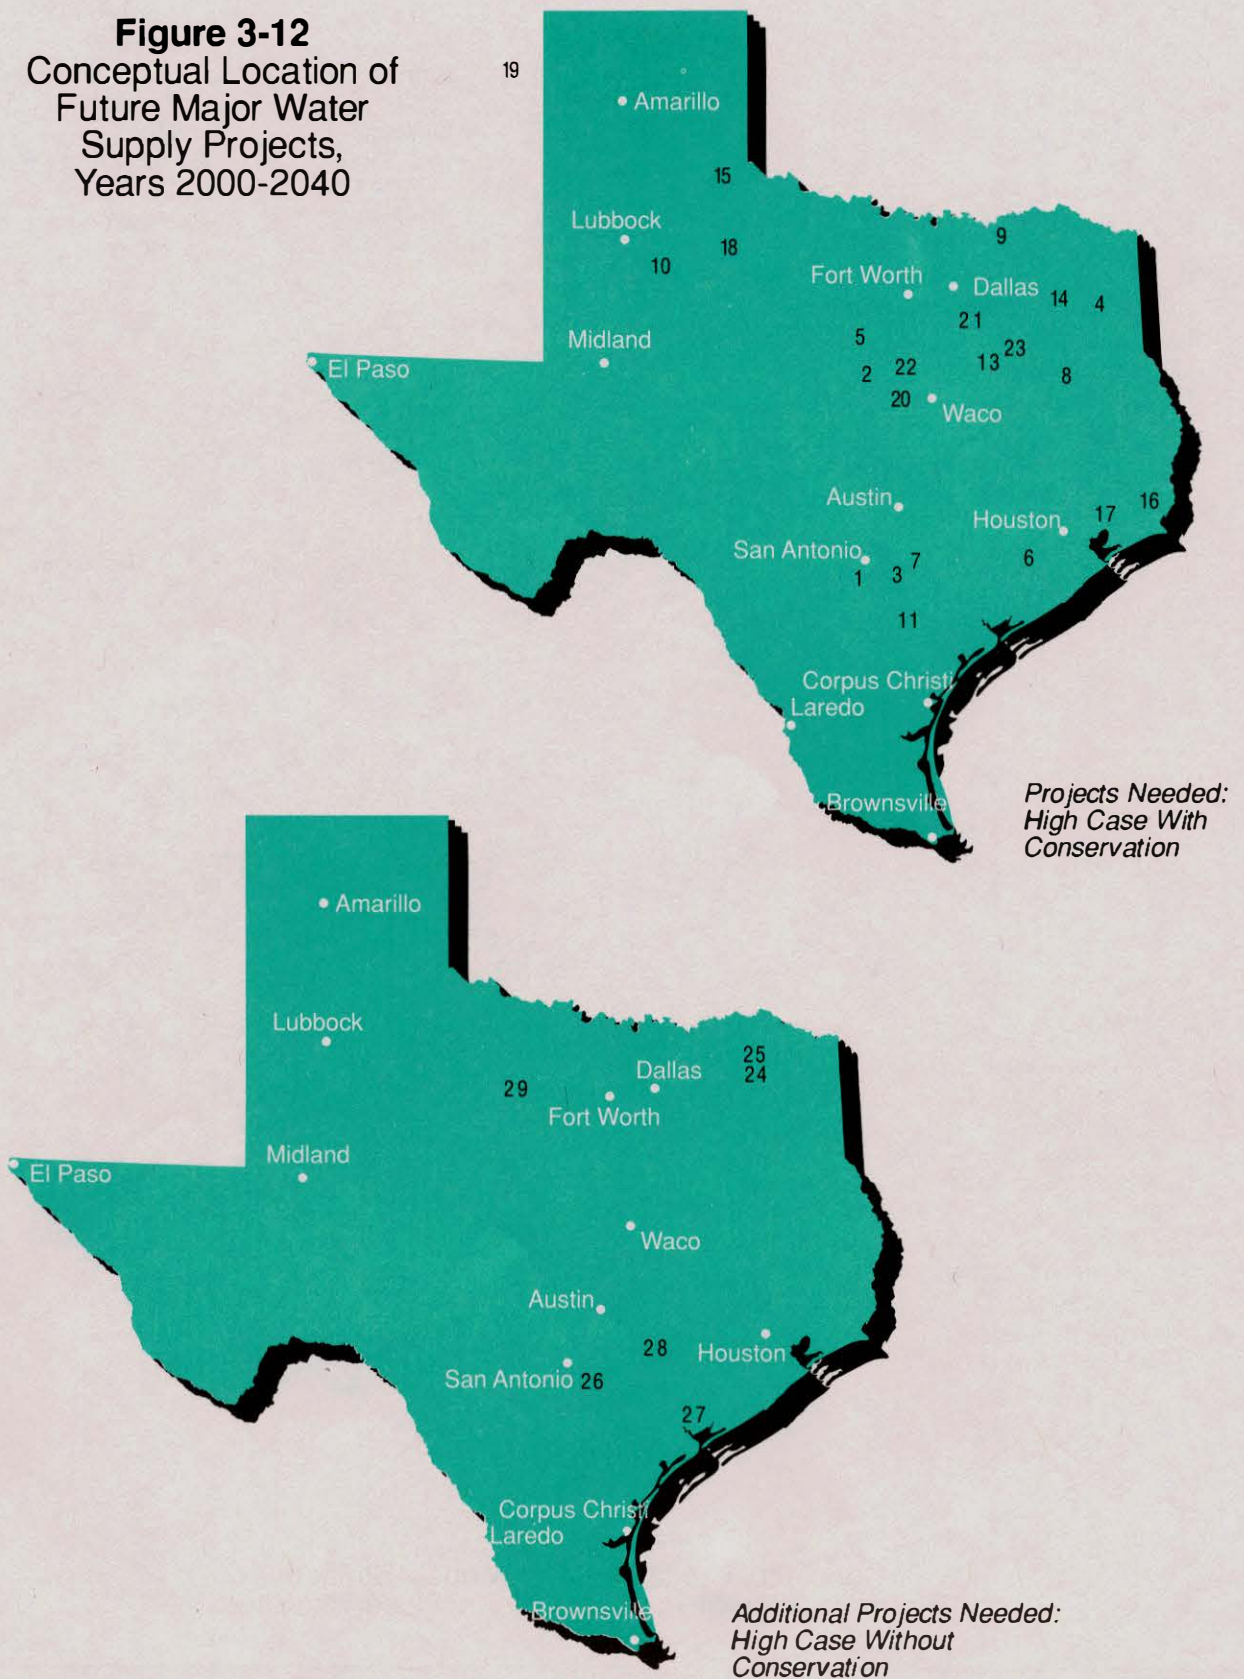 Figure 3-12
Conceptual Location of
Future Major Water
Supply Projects,
Years 2000-2040
19
Amarillo
15
Lubbock
18
10
9
Fort Worth
Dallas
14
4
21
5
Midland
23
13
El Paso
2
22
8
20
Waco
Austin
16
Houston
17
San Antonio
7
6
1
3
11
Corpus Christi
Laredo
Brownsville
Projects Needed:
High Case With
Conservation
Amarillo
Lubbock
25
Dallas
24
29
Fort Worth
Midland
El Paso
Waco
Austin
28
Houston
San Antonio 26
27
Corpus Christi
Laredo
Brownsville
Additional Projects Needed:
High Case Without
Conservation